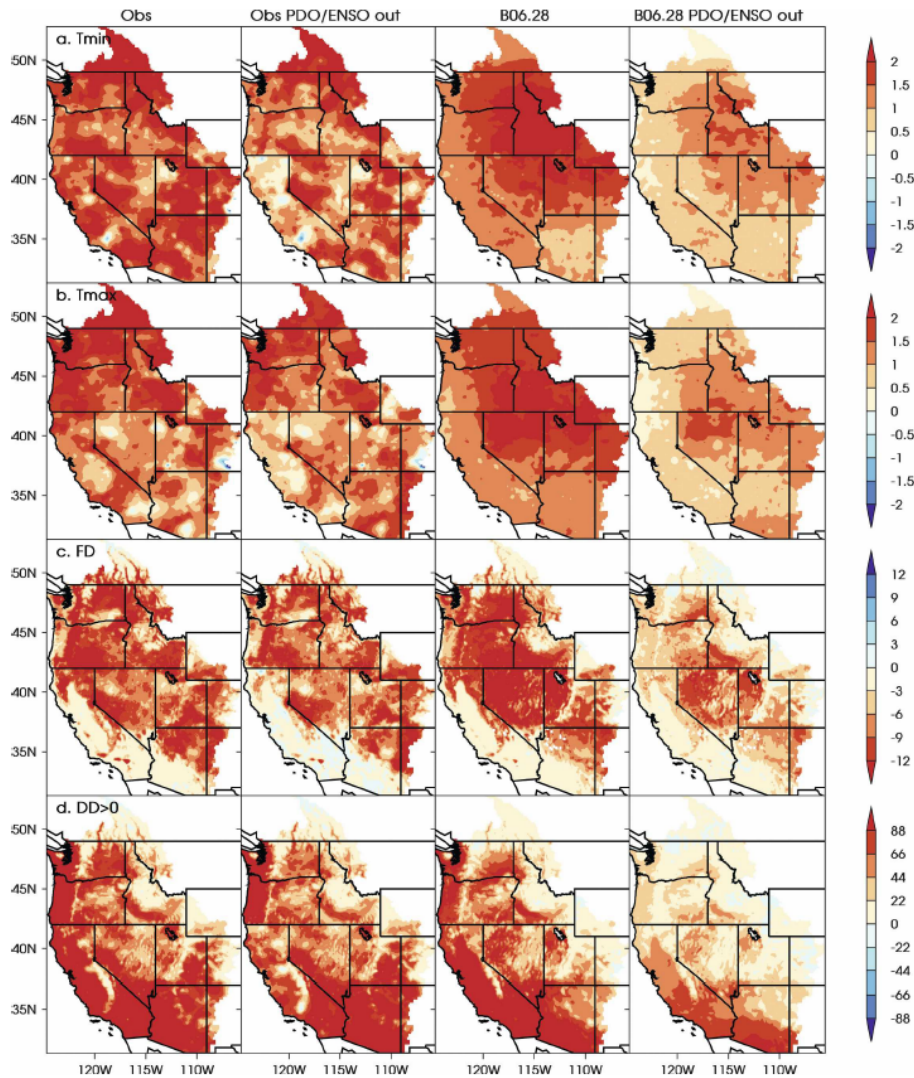 Obs Obs PDO/ENSO out B06.28 B06.28 PDO/ENSO out
a. Tmin
50N
45N
40N
35N
2
1.5
1
0.5
0
-0.5
-1
-1.5
-2
b. Tmax
50N
45N
40N
35N
2
1.5
1
0.5
0
-0.5
-1
-1.5
-2
c. FD
50N
45N
40N
35N
12
9
6
3
0
-3
-6
-9
-12
d. DD>0
50N
45N
40N
35N
88
66
44
22
0
-22
-44
-66
-88
120W 115W 110W 120W 115W 110W 120W 115W 110W 120W 115W 110W